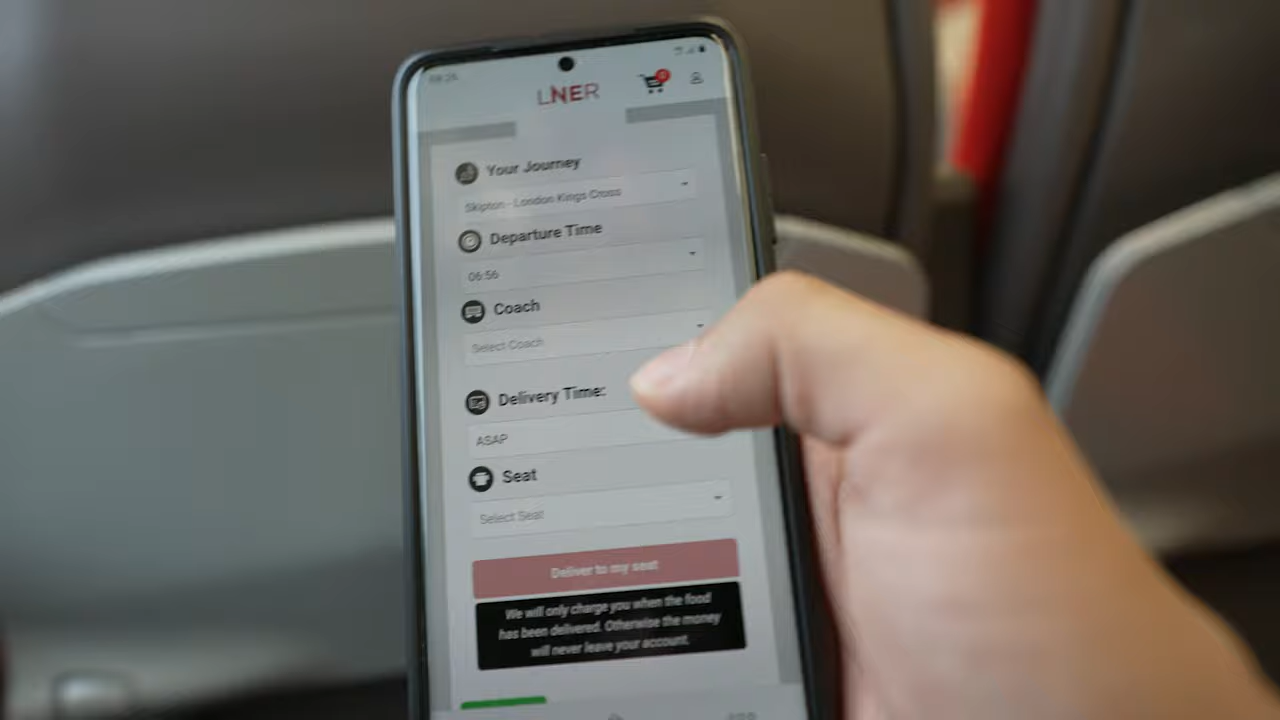 LNER
Your Journey
Skipton - London Kings Cross
Departure Time
06:56
Coach
Select Coach
Delivery Time:
ASAP
Seat
Select Seat
Deliver to my seat
We will only charge you when the food
has been delivered. Otherwise the money
will never leave your account.